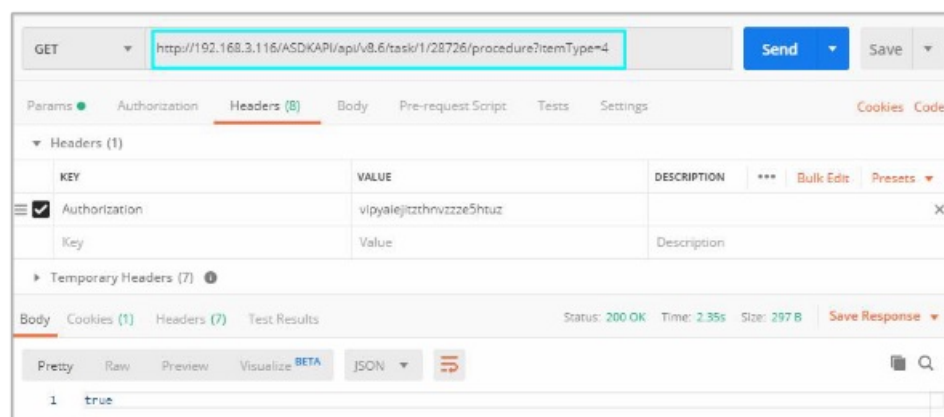 GET http://192.168.3.116/ASDKAPI/api/v8.6/task/1/28726/procedure?itemType=4 Send Save
Params Authorization Headers (8) Body Pre-request Script Tests Settings Cookies Code
Headers (1)
KEY VALUE DESCRIPTION ••• Bulk Edit Presets
Authorization vipyaiejitzthnvzzze5htuz
Key Value Description
Temporary Headers (7)
Body Cookies (1) Headers (7) Test Results Status: 200 OK Time: 2.35s Size: 297 B Save Response
Pretty Raw Preview Visualize BETA JSON
1 true